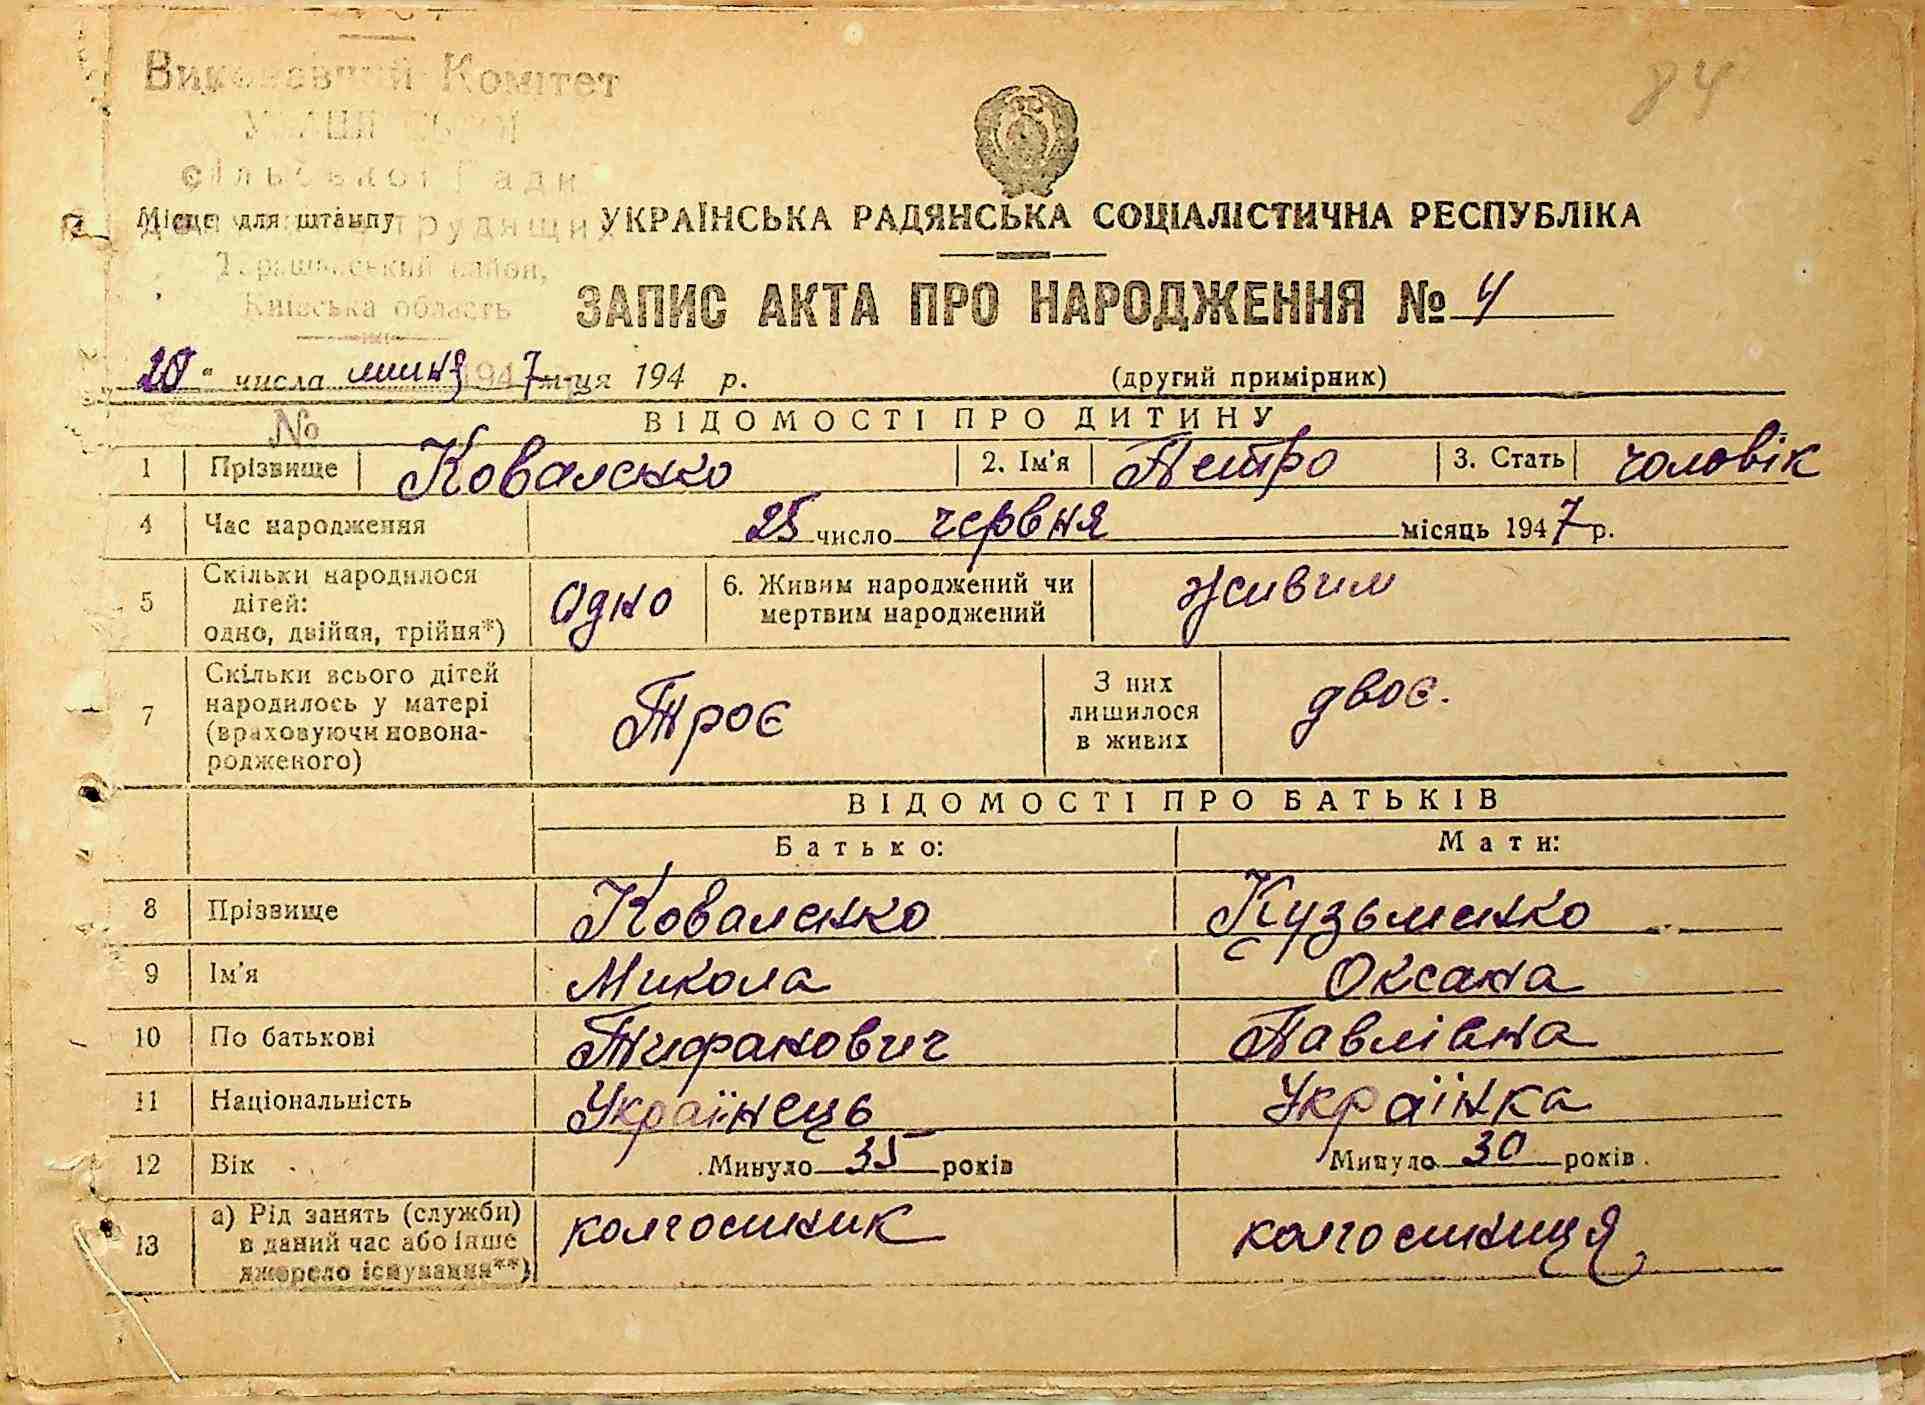 84
Виконавчий Комітет
сільської Ради
депутатів трудящих
Місце для штампу
УКРАЇНСЬКА РАДЯНСЬКА СОЦІАЛІСТИЧНА РЕСПУБЛІКА
Таращанський район,
Київська область
ЗАПИС АКТА ПРО НАРОДЖЕННЯ № 4
числа 1947 м-ця 194 р. (другий примірник)
№
ВІДОМОСТІ ПРО ДИТИНУ
1 Прізвище Коваленко 2. Ім'я Петро 3. Стать чоловік
4 Час народження 25 число червня місяць 1947 р.
5 Скільки народилося дітей: одно, двійня, трійня*) Одно 6. Живим народжений чи мертвим народжений живим
7 Скільки всього дітей народилось у матері (враховуючи новонародженого) Троє З них лишилося в живих двоє.
ВІДОМОСТІ ПРО БАТЬКІВ
Батько: Мати:
8 Прізвище Коваленко Кузьменко
9 Ім'я Микола Оксана
10 По батькові Тифанович Павлівна
11 Національність Українець Українка
12 Вік Минуло 35 років Минуло 30 років
13 а) Рід занять (служби) в даний час або інше джерело існування**) колгоспник колгоспниця